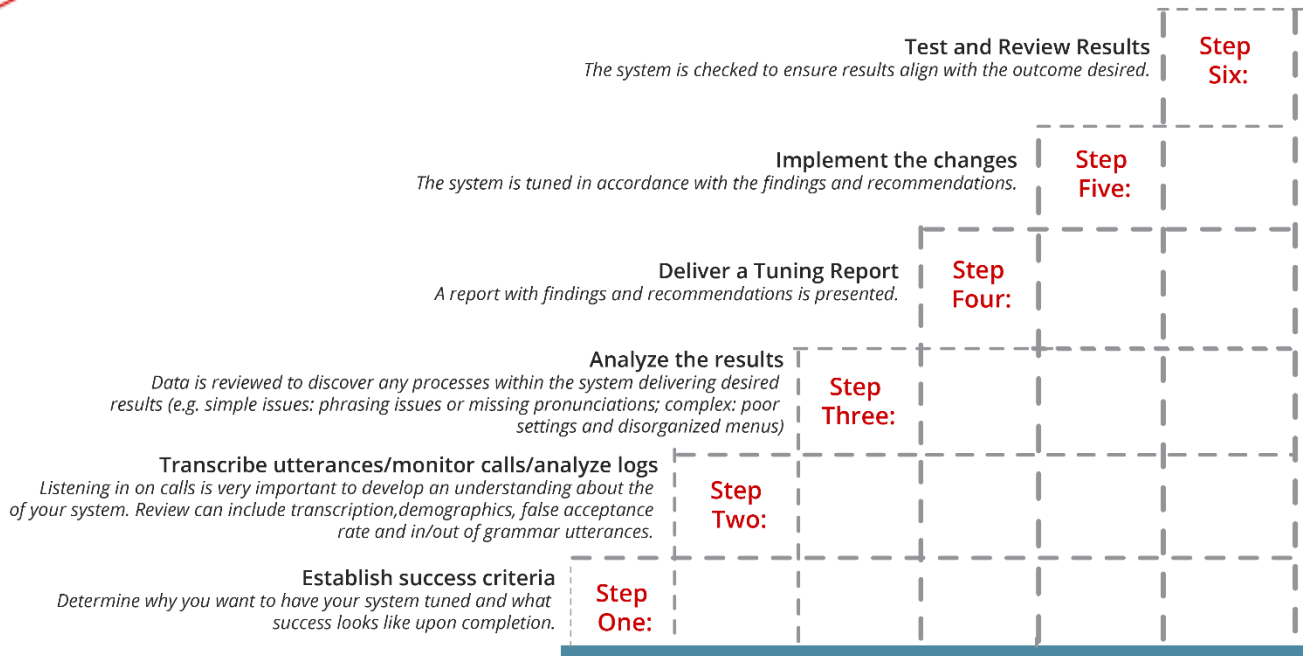 Test and Review Results
The system is checked to ensure results align with the outcome desired.
Step
Six:
Implement the changes
The system is tuned in accordance with the findings and recommendations.
Step
Five:
Deliver a Tuning Report
A report with findings and recommendations is presented.
Step
Four:
Analyze the results
Data is reviewed to discover any processes within the system delivering desired
results (e.g. simple issues: phrasing issues or missing pronunciations; complex: poor
settings and disorganized menus)
Step
Three:
Transcribe utterances/monitor calls/analyze logs
Listening in on calls is very important to develop an understanding about the
of your system. Review can include transcription,demographics, false acceptance
rate and in/out of grammar utterances.
Step
Two:
Establish success criteria
Determine why you want to have your system tuned and what
success looks like upon completion.
Step
One: